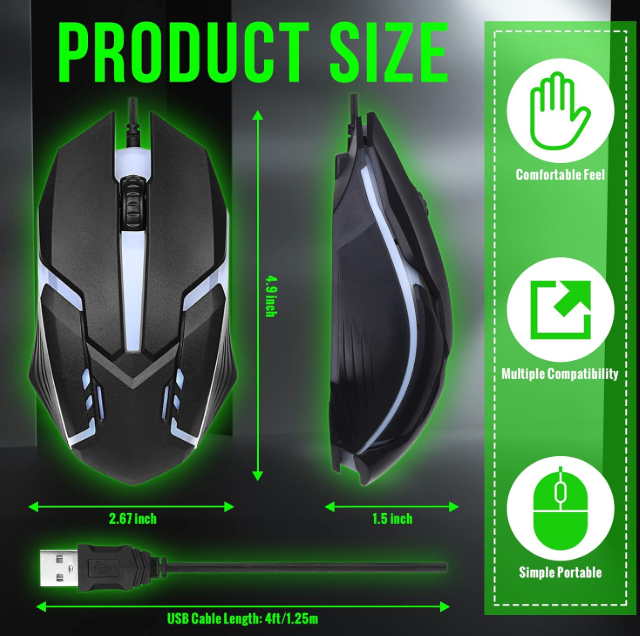 PRODUCT SIZE
Comfortable Feel
4.9 inch
Multiple Compatibility
2.67 inch
1.5 inch
Simple Portable
USB Cable Length: 4ft/1.25m